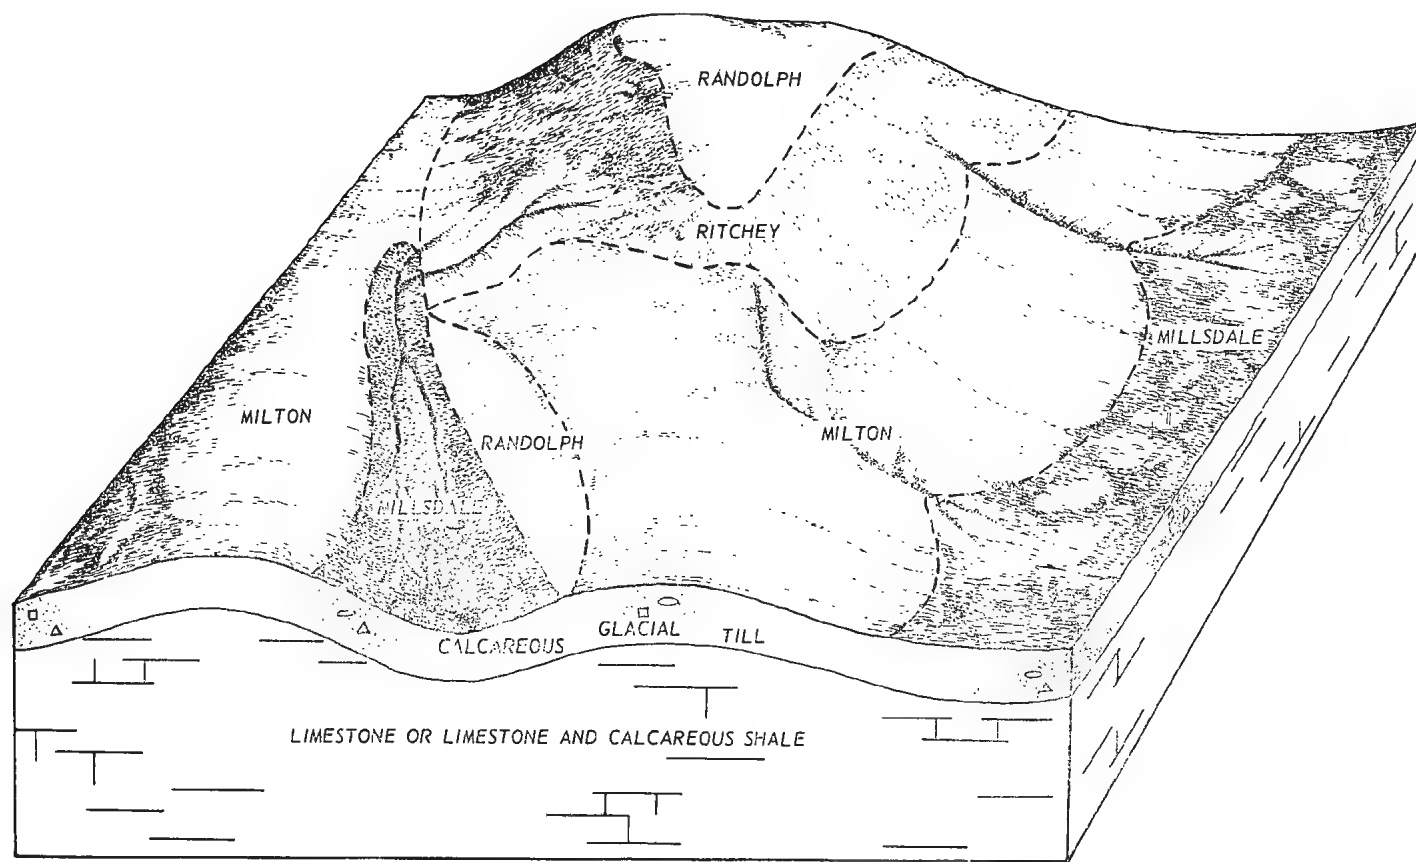 RANDOLPH
RITCHEY
MILLSDALE
MILTON
RANDOLPH
MILTON
MILLSDALE
CALCAREOUS GLACIAL TILL
LIMESTONE OR LIMESTONE AND CALCAREOUS SHALE